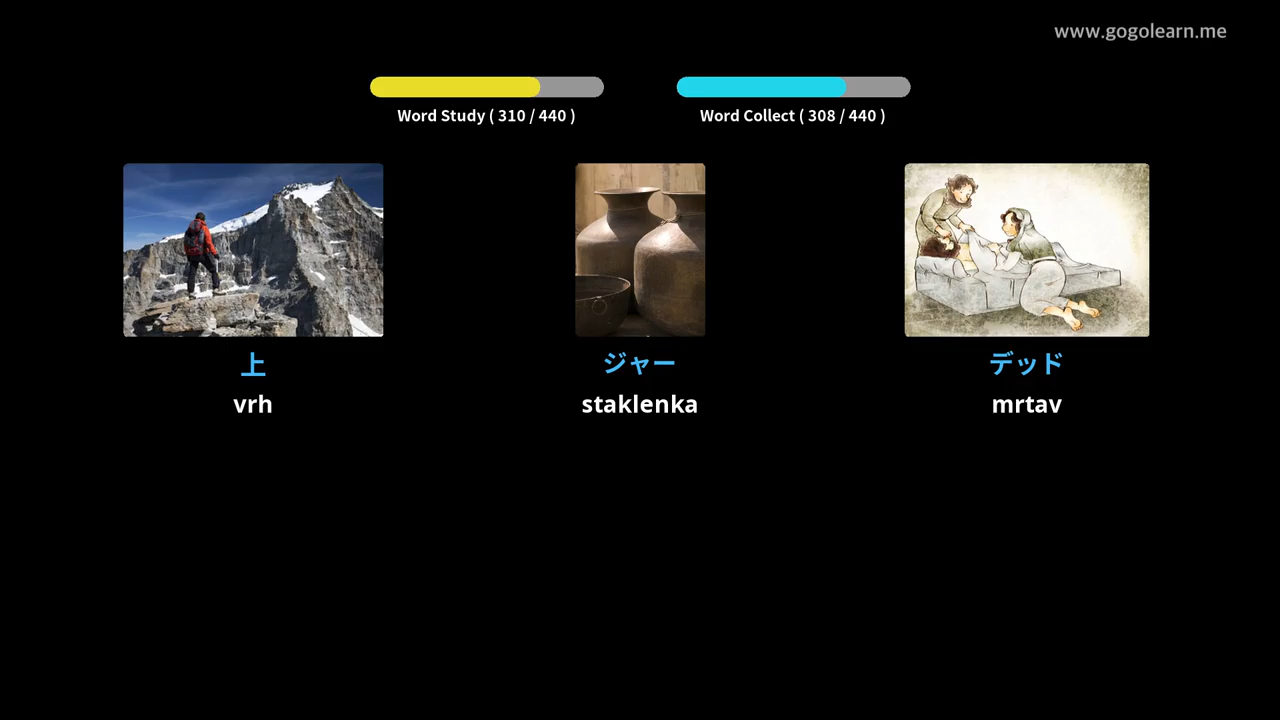 www.gogolearn.me
Word Study ( 310 / 440 )
Word Collect ( 308 / 440 )
上
ジャー
デッド
vrh
staklenka
mrtav